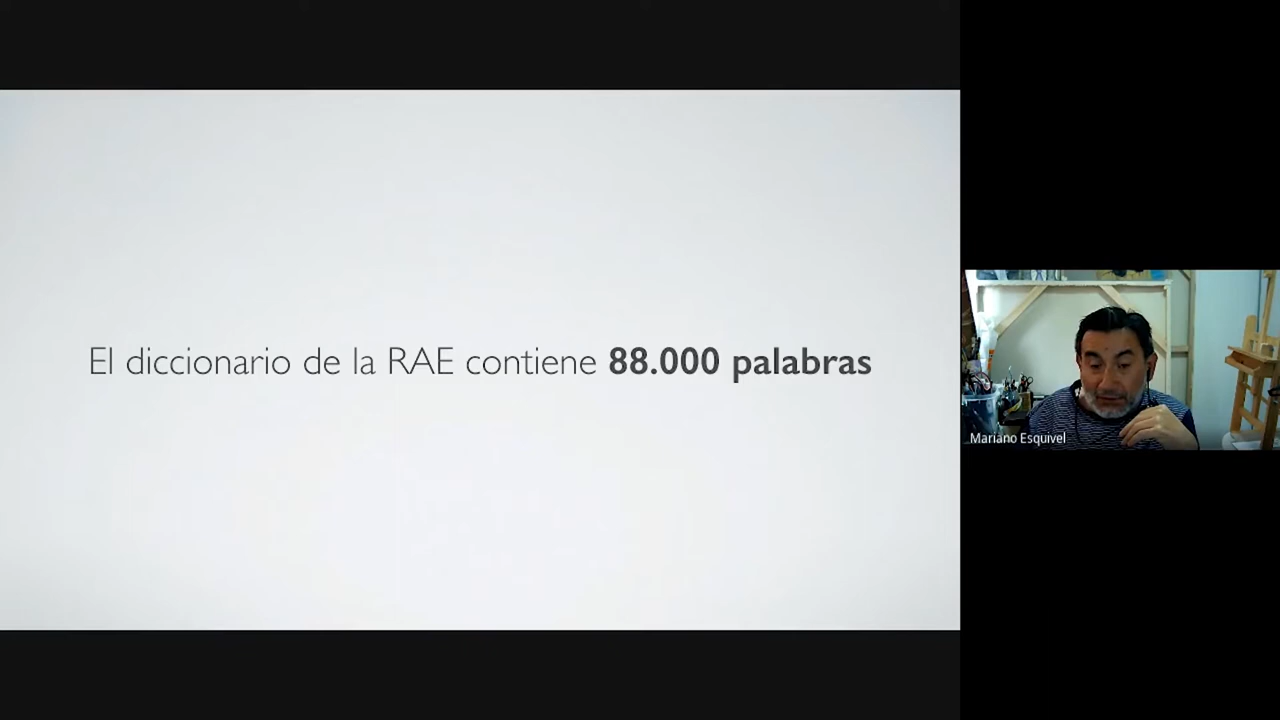 El diccionario de la RAE contiene 88.000 palabras
Mariano Esquivel